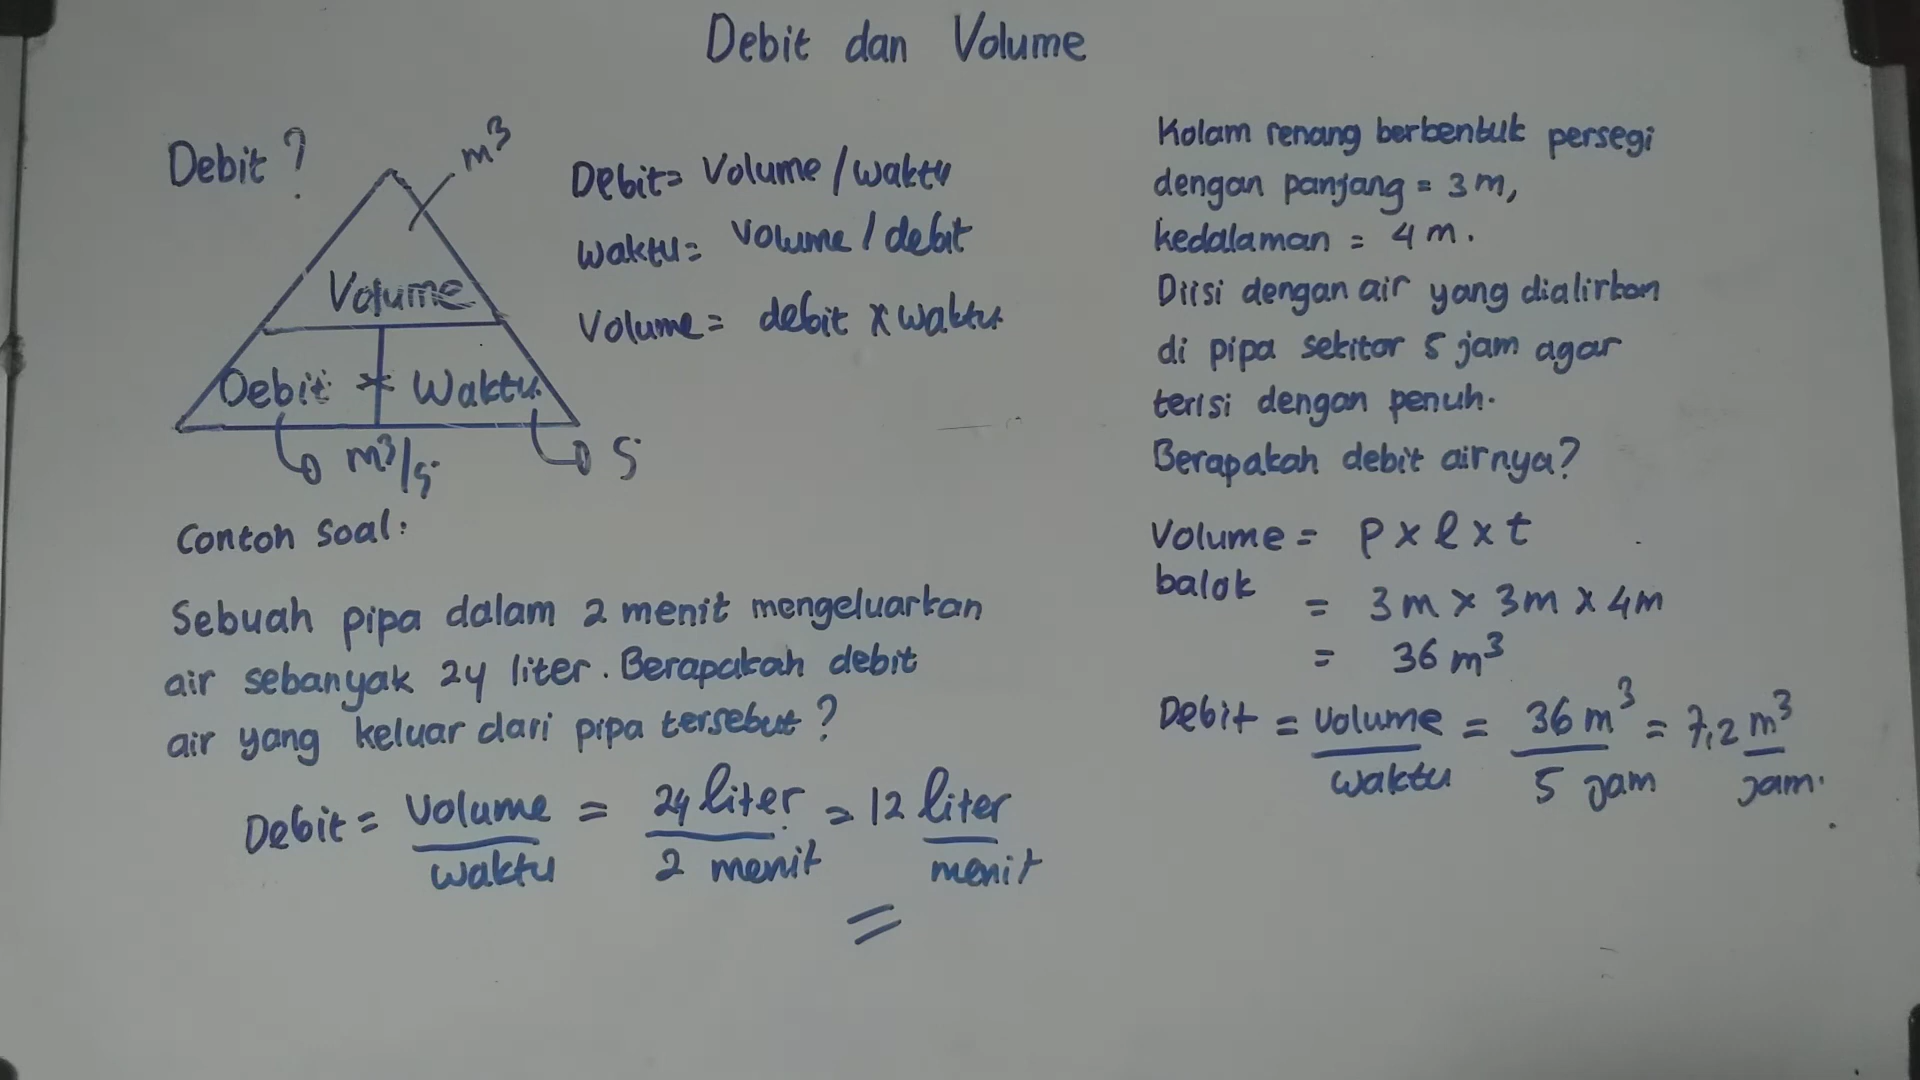 Debit dan Volume
Debit ?
m³
Volume
Debit * Waktu
m³/s
s
Debit = Volume / waktu
Waktu = Volume / debit
Volume = debit x waktu
Contoh soal:
Sebuah pipa dalam 2 menit mengeluarkan
air sebanyak 24 liter. Berapakah debit
air yang keluar dari pipa tersebut ?
Debit = Volume / waktu = 24 liter / 2 menit = 12 liter / menit
=
Kolam renang berbentuk persegi
dengan panjang = 3 m,
kedalaman = 4 m.
Diisi dengan air yang dialirkan
di pipa sekitar 5 jam agar
terisi dengan penuh.
Berapakah debit airnya?
Volume = p x l x t
balok
= 3 m x 3 m x 4 m
= 36 m³
Debit = volume / waktu = 36 m³ / 5 jam = 7,2 m³ / jam.